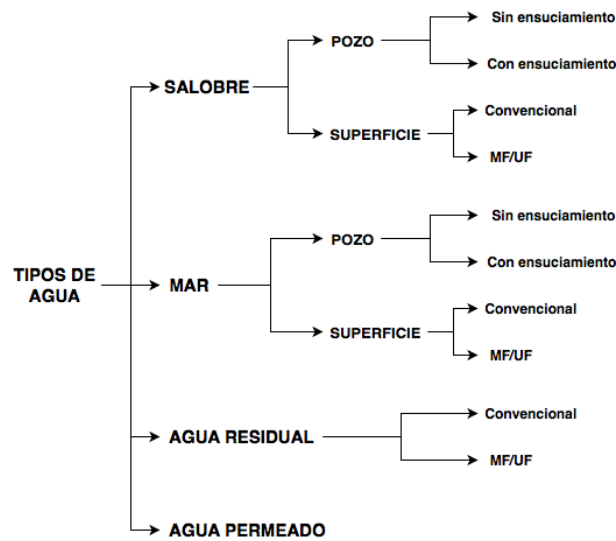 Sin ensuciamiento
POZO
Con ensuciamiento
SALOBRE
Convencional
SUPERFICIE
MF/UF
Sin ensuciamiento
POZO
Con ensuciamiento
TIPOS DE
AGUA
MAR
Convencional
SUPERFICIE
MF/UF
Convencional
AGUA RESIDUAL
MF/UF
AGUA PERMEADO